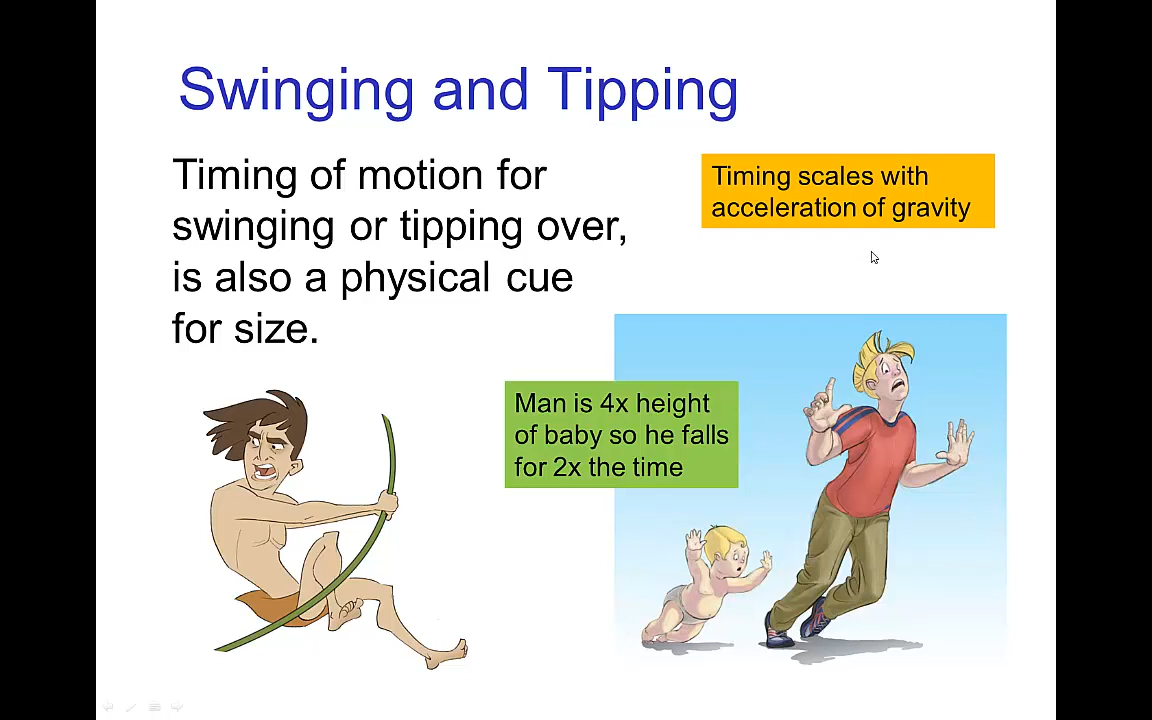 Swinging and Tipping
Timing of motion for
swinging or tipping over,
is also a physical cue
for size.
Timing scales with
acceleration of gravity
Man is 4x height
of baby so he falls
for 2x the time